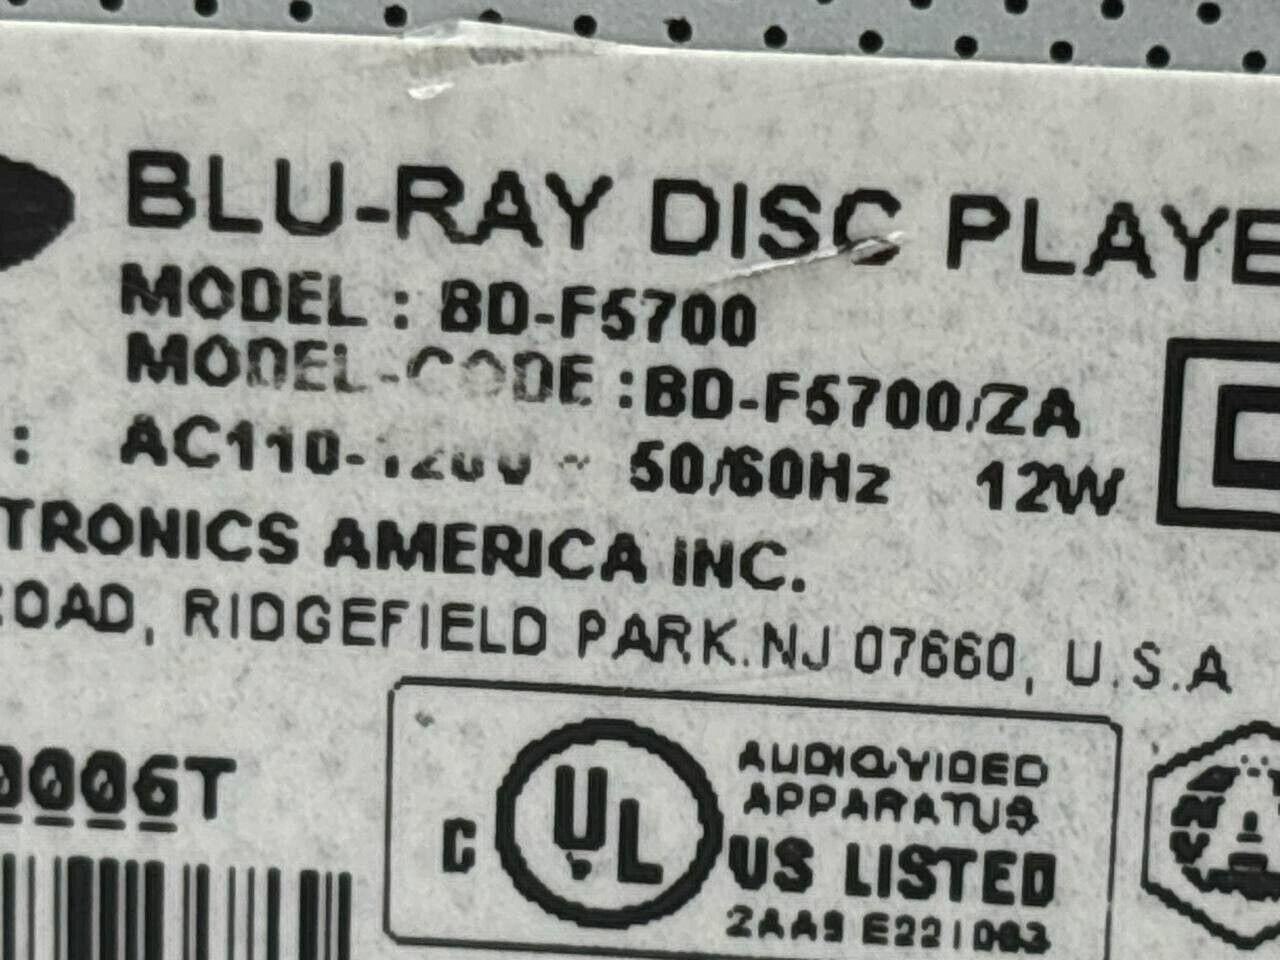 BLU-RAY DISC PLAYE
MODEL : BD-F5700
MODEL-CODE :BD-F5700/ZA
: AC110-120V ~ 50/60Hz 12W
TRONICS AMERICA INC.
ROAD, RIDGEFIELD PARK.NJ 07660, U.S.A
0006T
C UL
AUDIO.VIDEO
APPARATUS
US LISTED
2AA9 E221083